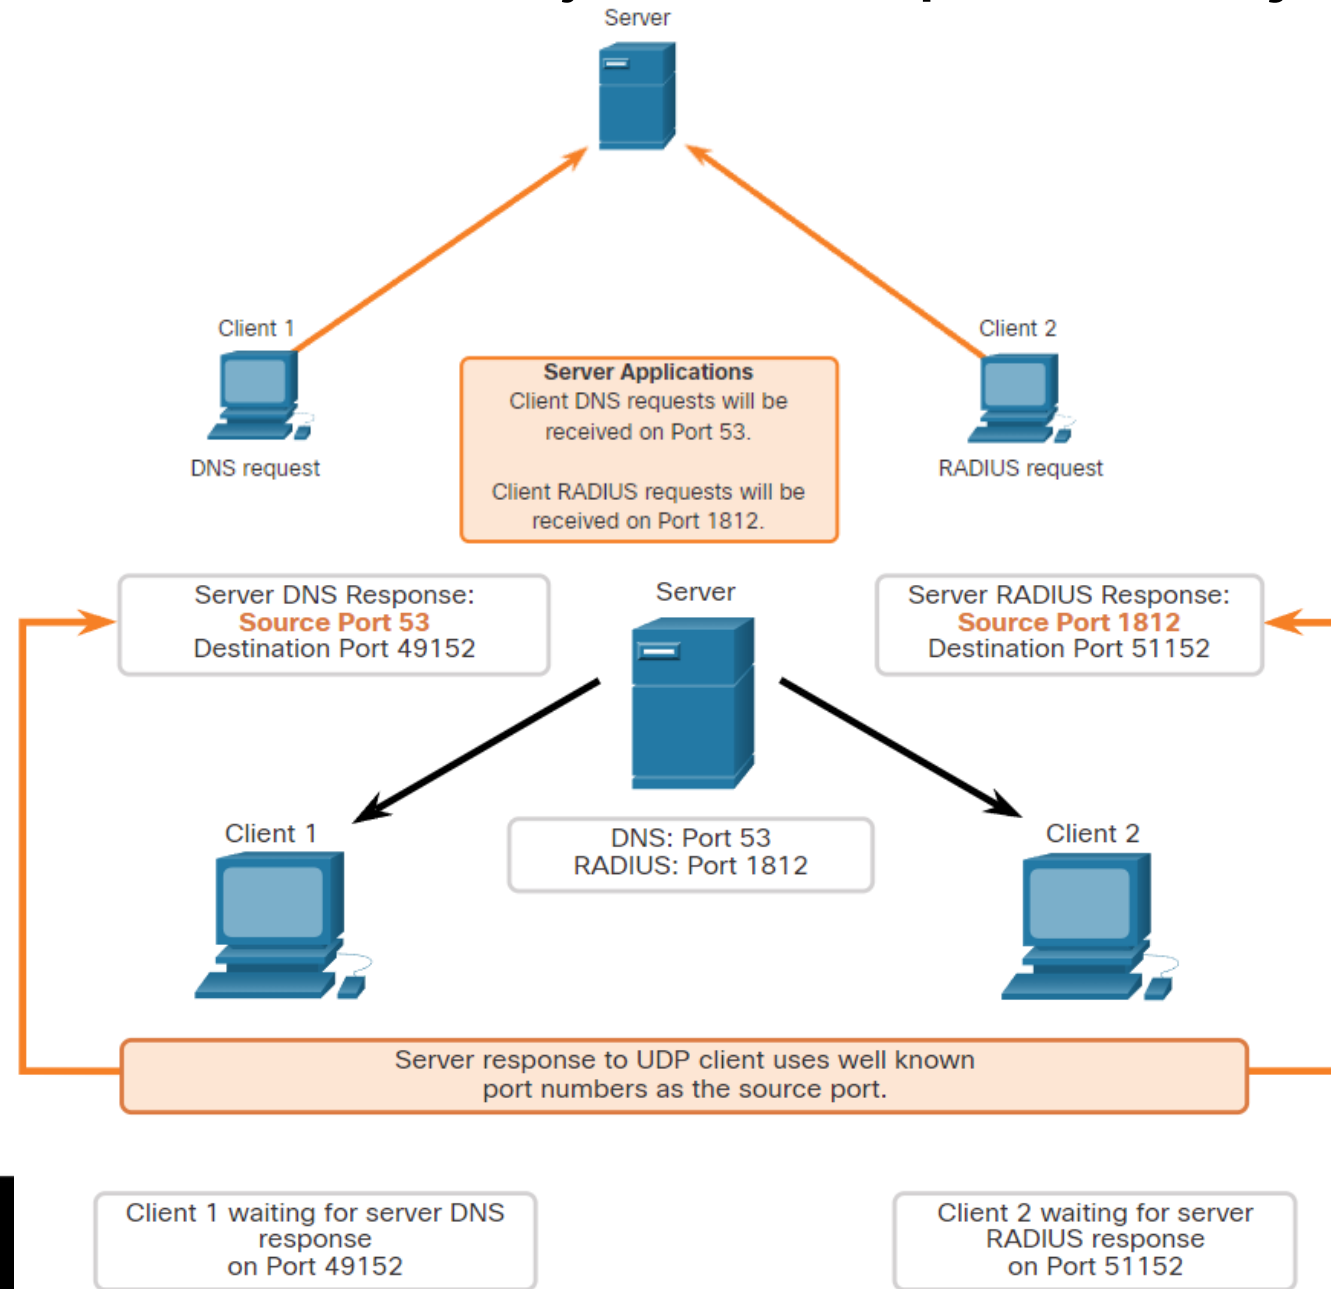 Server
Client 1
Client 2
DNS request
RADIUS request
Server Applications
Client DNS requests will be
received on Port 53.
Client RADIUS requests will be
received on Port 1812.
Server DNS Response:
Source Port 53
Destination Port 49152
Server
Server RADIUS Response:
Source Port 1812
Destination Port 51152
Client 1
DNS: Port 53
RADIUS: Port 1812
Client 2
Server response to UDP client uses well known
port numbers as the source port.
Client 1 waiting for server DNS
response
on Port 49152
Client 2 waiting for server
RADIUS response
on Port 51152